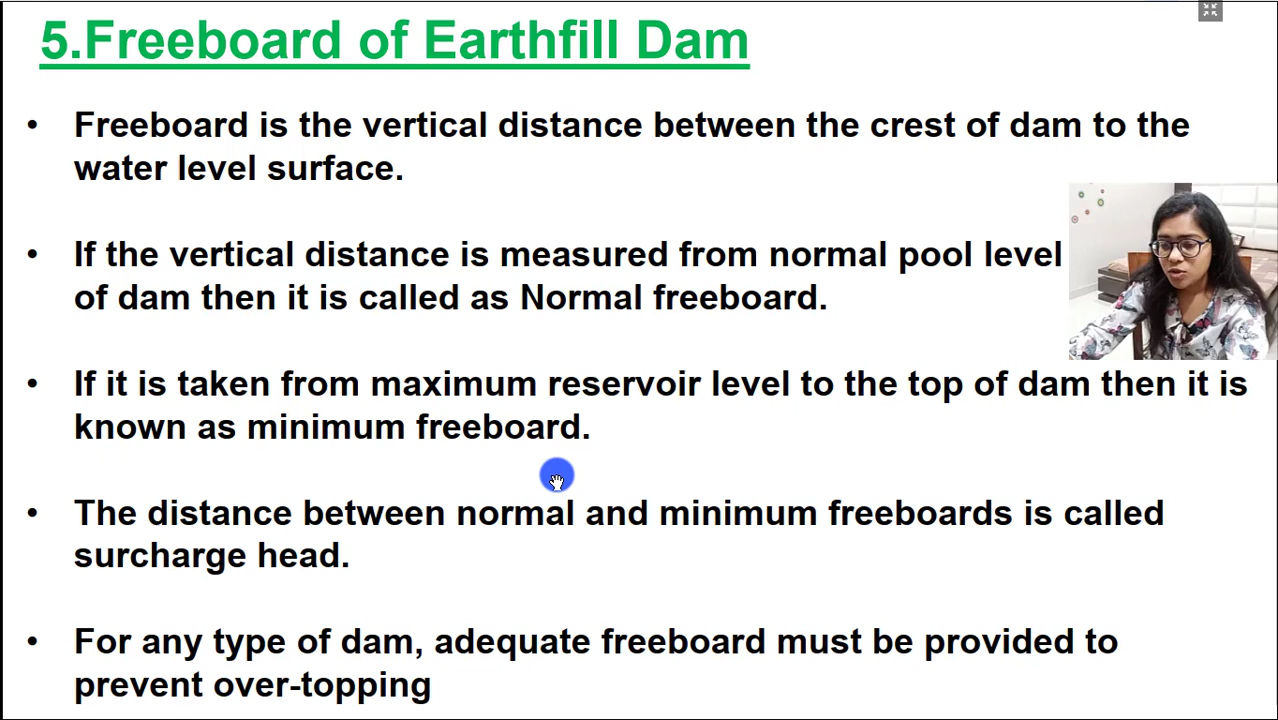 5.Freeboard of Earthfill Dam
• Freeboard is the vertical distance between the crest of dam to the
water level surface.
• If the vertical distance is measured from normal pool level
of dam then it is called as Normal freeboard.
• If it is taken from maximum reservoir level to the top of dam then it is
known as minimum freeboard.
• The distance between normal and minimum freeboards is called
surcharge head.
• For any type of dam, adequate freeboard must be provided to
prevent over-topping